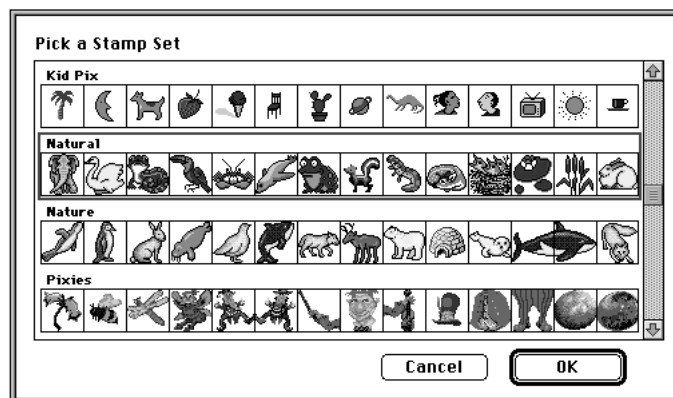 Pick a Stamp Set
Kid Pix
Natural
Nature
Pixies
Cancel
OK